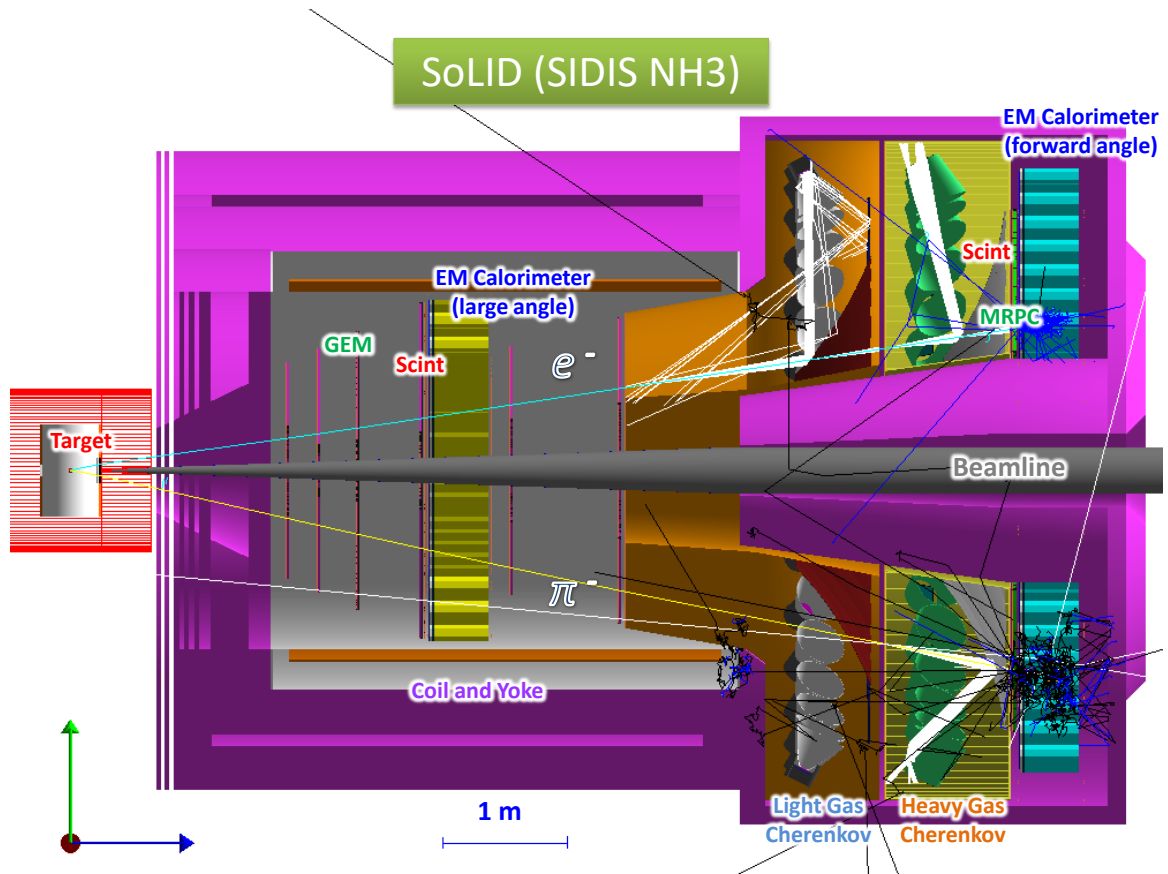 SoLID (SIDIS NH3)
EM Calorimeter
(forward angle)
EM Calorimeter
(large angle)
Scint
GEM
MRPC
Scint
e⁻
Target
Beamline
π⁻
Coil and Yoke
1 m
Light Gas
Cherenkov
Heavy Gas
Cherenkov